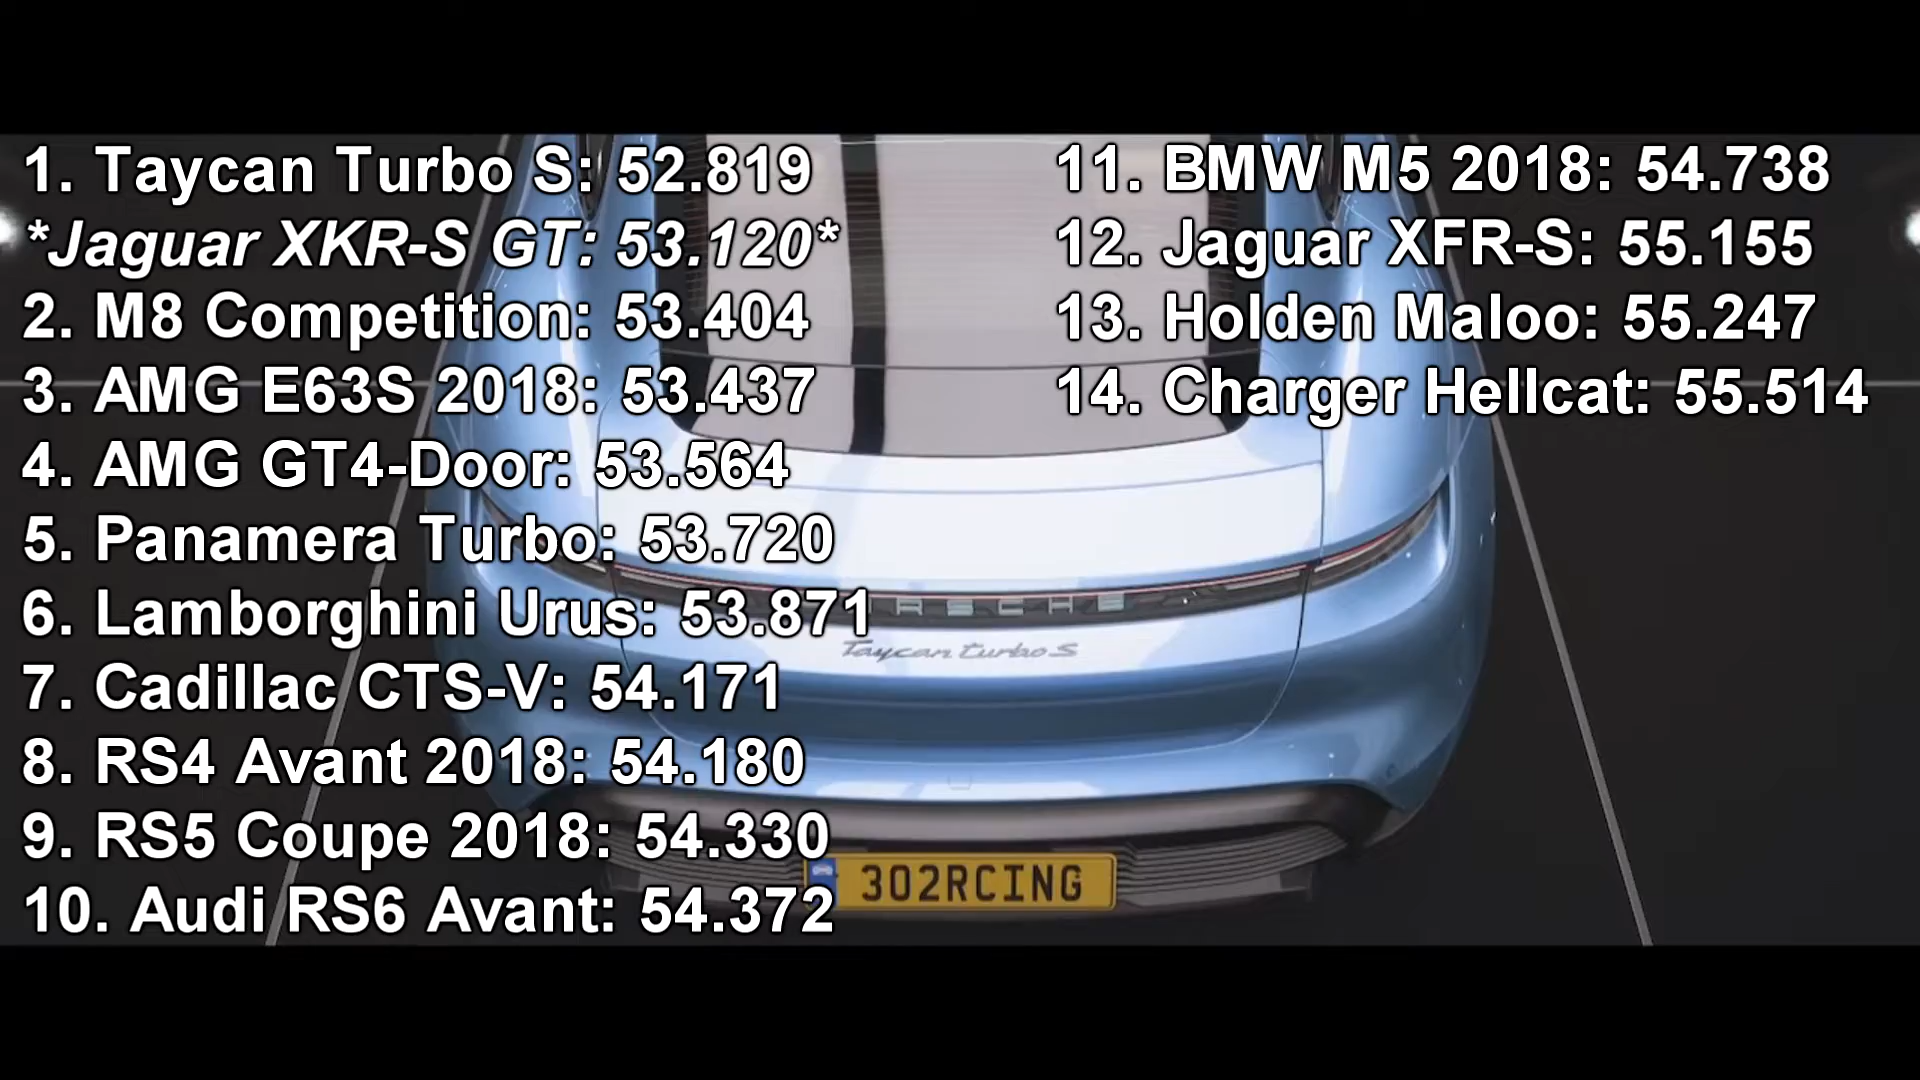 1. Taycan Turbo S: 52.819
*Jaguar XKR-S GT: 53.120*
2. M8 Competition: 53.404
3. AMG E63S 2018: 53.437
4. AMG GT4-Door: 53.564
5. Panamera Turbo: 53.720
6. Lamborghini Urus: 53.871
7. Cadillac CTS-V: 54.171
8. RS4 Avant 2018: 54.180
9. RS5 Coupe 2018: 54.330
10. Audi RS6 Avant: 54.372
11. BMW M5 2018: 54.738
12. Jaguar XFR-S: 55.155
13. Holden Maloo: 55.247
14. Charger Hellcat: 55.514
RSCHE
Taycan turbo S
302RCING